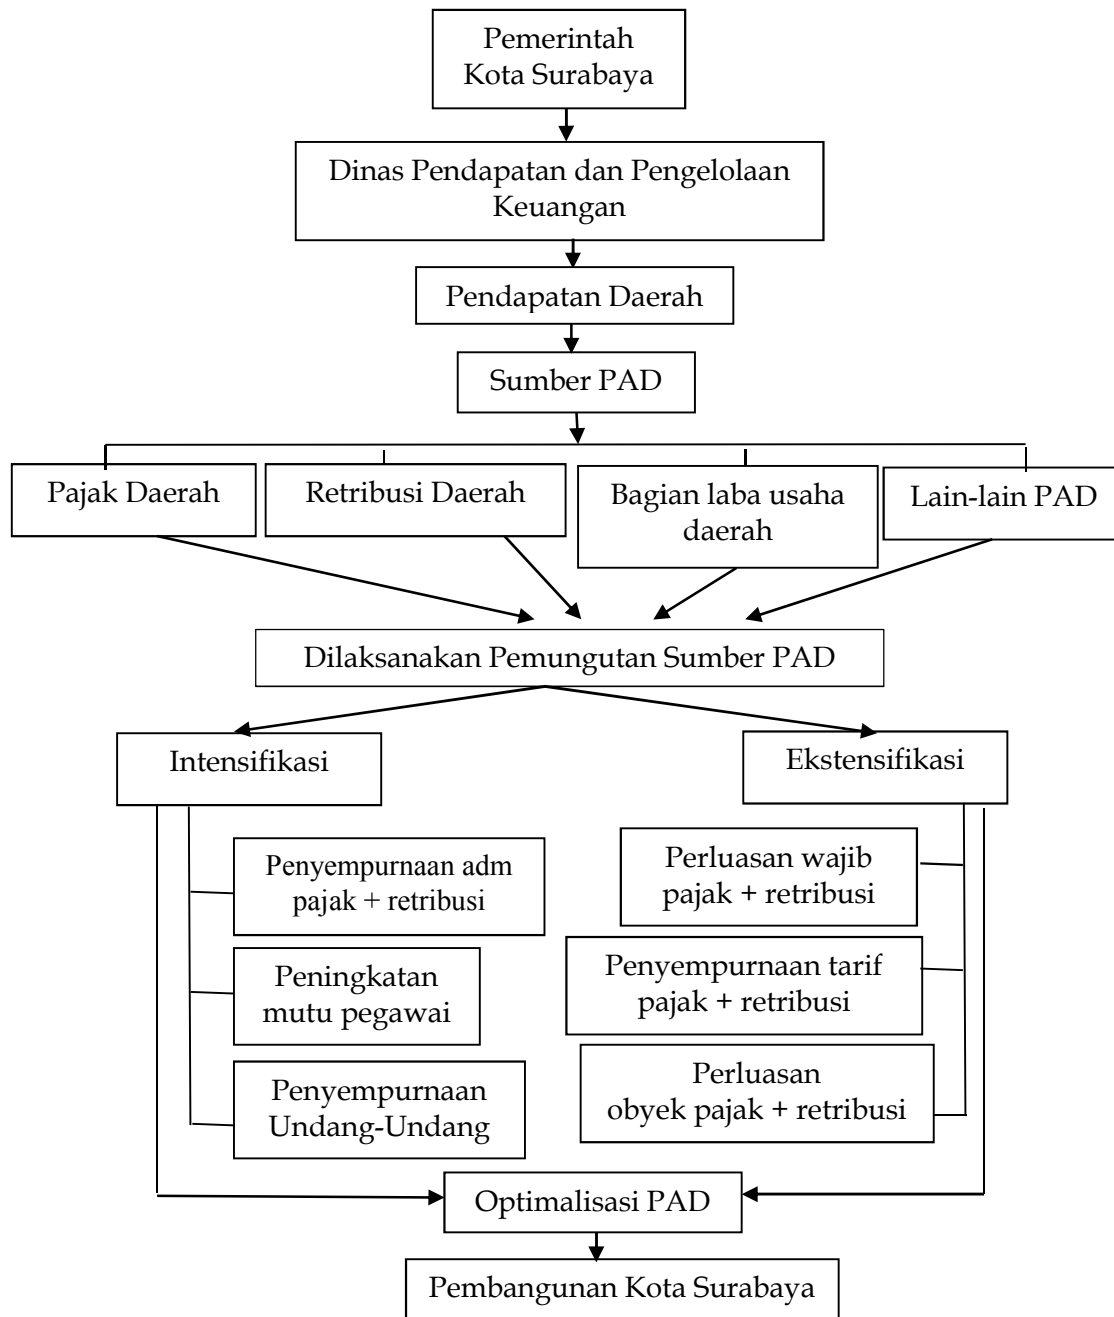 Pemerintah
Kota Surabaya
Dinas Pendapatan dan Pengelolaan
Keuangan
Pendapatan Daerah
Sumber PAD
Pajak Daerah
Retribusi Daerah
Bagian laba usaha
daerah
Lain-lain PAD
Dilaksanakan Pemungutan Sumber PAD
Intensifikasi
Ekstensifikasi
Penyempurnaan adm
pajak + retribusi
Peningkatan
mutu pegawai
Penyempurnaan
Undang-Undang
Perluasan wajib
pajak + retribusi
Penyempurnaan tarif
pajak + retribusi
Perluasan
obyek pajak + retribusi
Optimalisasi PAD
Pembangunan Kota Surabaya